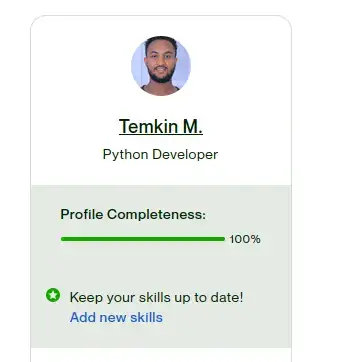 Temkin M.
Python Developer
Profile Completeness:
100%
Keep your skills up to date!
Add new skills